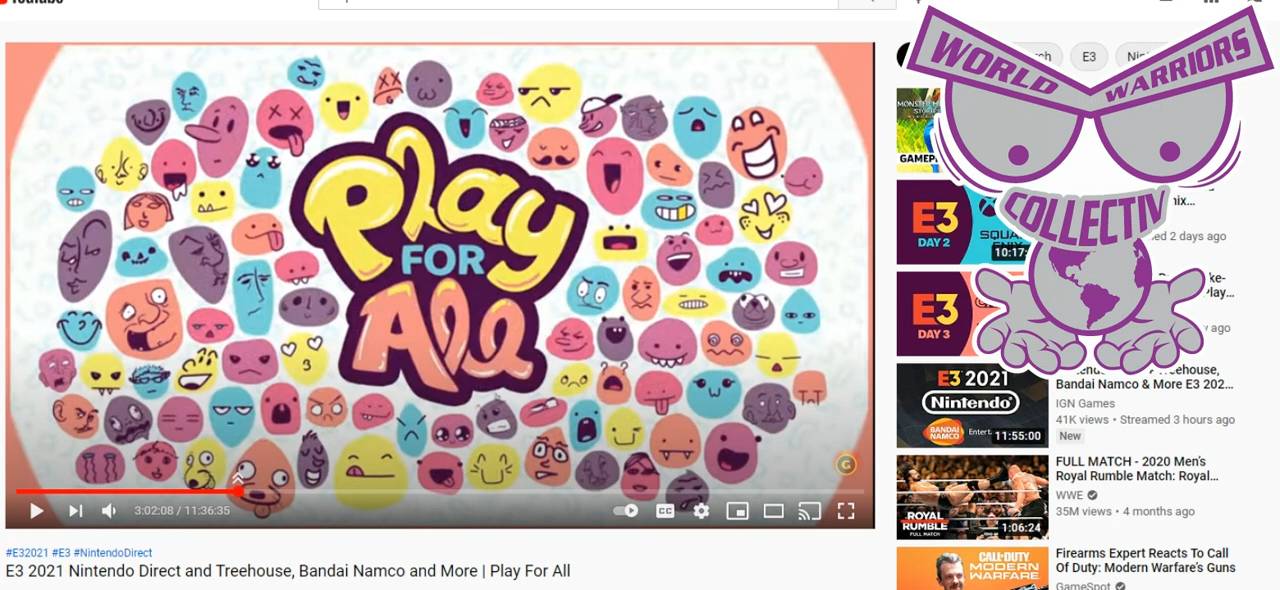 Play
FOR
All
3:02:08 / 11:36:35
CC
G
#E32021 #E3 #NintendoDirect
E3 2021 Nintendo Direct and Treehouse, Bandai Namco and More | Play For All
WORLD WARRIORS
COLLECTIV
E3
E3
DAY 2
10:17:
ed 2 days ago
E3
DAY 3
E3 2021
Nintendo
BANDAI
NAMCO
11:55:00
Treehouse,
Bandai Namco & More E3 202...
IGN Games
41K views • Streamed 3 hours ago
New
ROYAL
RUMBLE
FULL MATCH
1:06:24
FULL MATCH - 2020 Men's
Royal Rumble Match: Royal...
WWE
35M views • 4 months ago
CALL OF DUTY
MODERN
WARFARE
Firearms Expert Reacts To Call
Of Duty: Modern Warfare's Guns
GameSpot